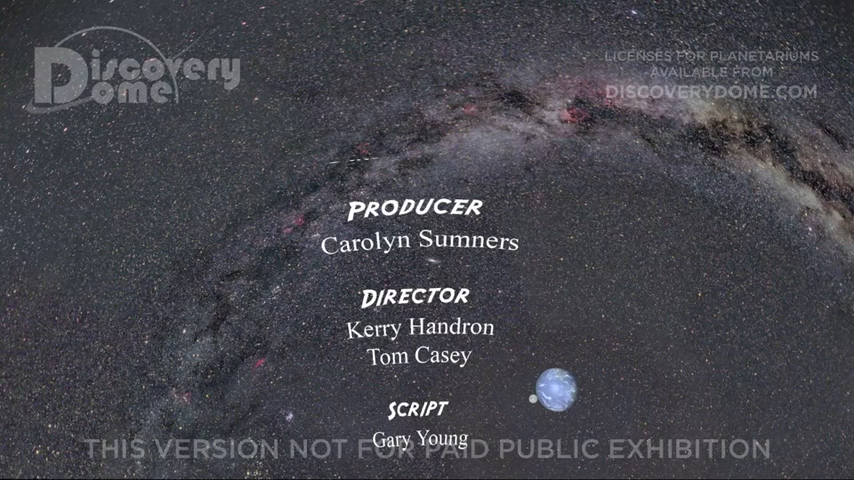 Discovery
Dome
LICENSES FOR PLANETARIUMS
AVAILABLE FROM
DISCOVERYDOME.COM
PRODUCER
Carolyn Sumners
DIRECTOR
Kerry Handron
Tom Casey
SCRIPT
Gary Young
THIS VERSION NOT FOR PAID PUBLIC EXHIBITION